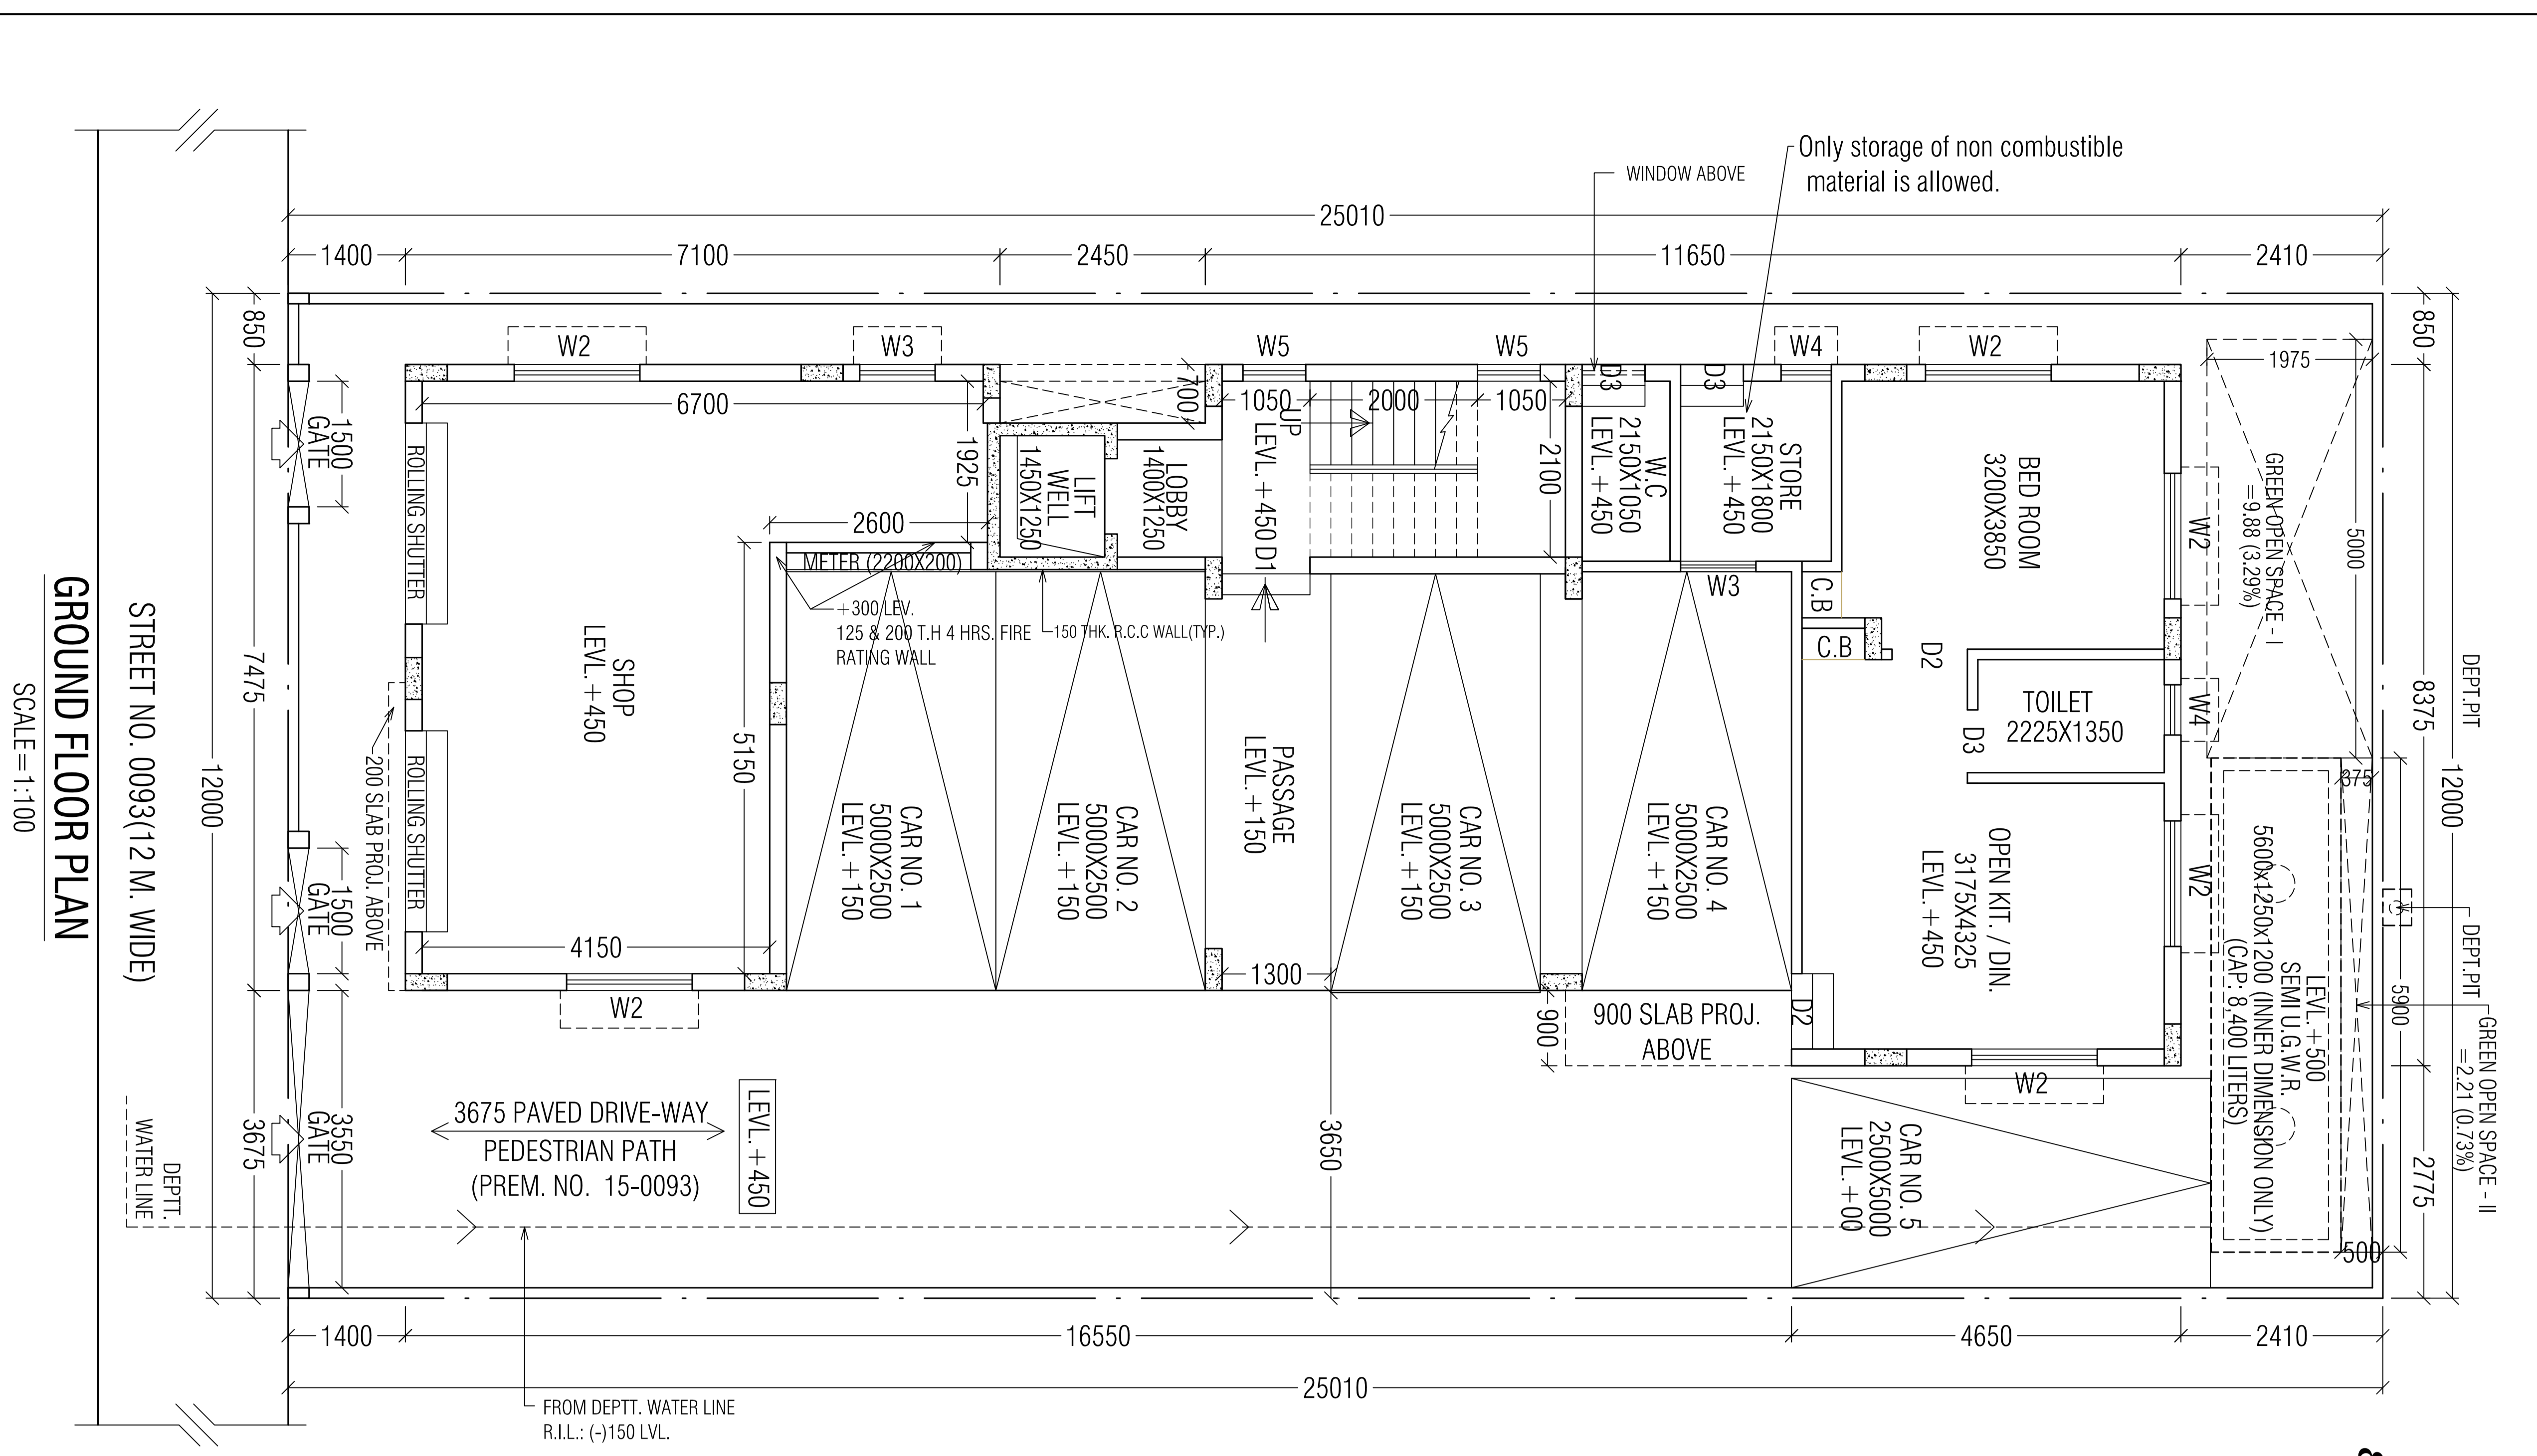 Only storage of non combustible
material is allowed.
WINDOW ABOVE
25010
1400
7100
2450
11650
2410
850
W2
W3
W5
W5
W4
W2
850
1975
6700
700
1050
2000
1050
D3
D3
UP
1925
LEVL. +450
D1
2100
W.C
2150X1050
LEVL. +450
STORE
2150X1800
LEVL. +450
BED ROOM
3200X3850
GREEN OPEN SPACE - I
=9.88 (3.29%)
5000
1500
GATE
ROLLING SHUTTER
LIFT
WELL
1450X1250
LOBBY
1400X1250
W2
2600
METER (2200X200)
W3
+300 LEV.
125 & 200 T.H 4 HRS. FIRE
RATING WALL
150 THK. R.C.C WALL(TYP.)
C.B
C.B
D2
SHOP
LEVL. +450
TOILET
2225X1350
D3
W4
DEPT.PIT
8375
12000
7475
12000
5150
PASSAGE
LEVL. +150
CAR NO. 1
5000X2500
LEVL. +150
CAR NO. 2
5000X2500
LEVL. +150
CAR NO. 3
5000X2500
LEVL. +150
CAR NO. 4
5000X2500
LEVL. +150
375
OPEN KIT. / DIN.
3175X4325
LEVL. +450
W2
LEVL. +500
SEMI U.G.W.R.
5600x1250x1200 (INNER DIMENSION ONLY)
(CAP: 8,400 LITERS)
DEPT.PIT
5900
GREEN OPEN SPACE - II
=2.21 (0.73%)
200 SLAB PROJ. ABOVE
ROLLING SHUTTER
1500
GATE
4150
W2
1300
900
900 SLAB PROJ.
ABOVE
D2
W2
3675
3550
GATE
3675 PAVED DRIVE-WAY
PEDESTRIAN PATH
(PREM. NO. 15-0093)
LEVL. +450
3650
CAR NO. 5
2500X5000
LEVL. +00
500
2775
DEPTT.
WATER LINE
1400
16550
4650
2410
25010
FROM DEPTT. WATER LINE
R.I.L.: (-)150 LVL.
STREET NO. 0093(12 M. WIDE)
GROUND FLOOR PLAN
SCALE=1:100